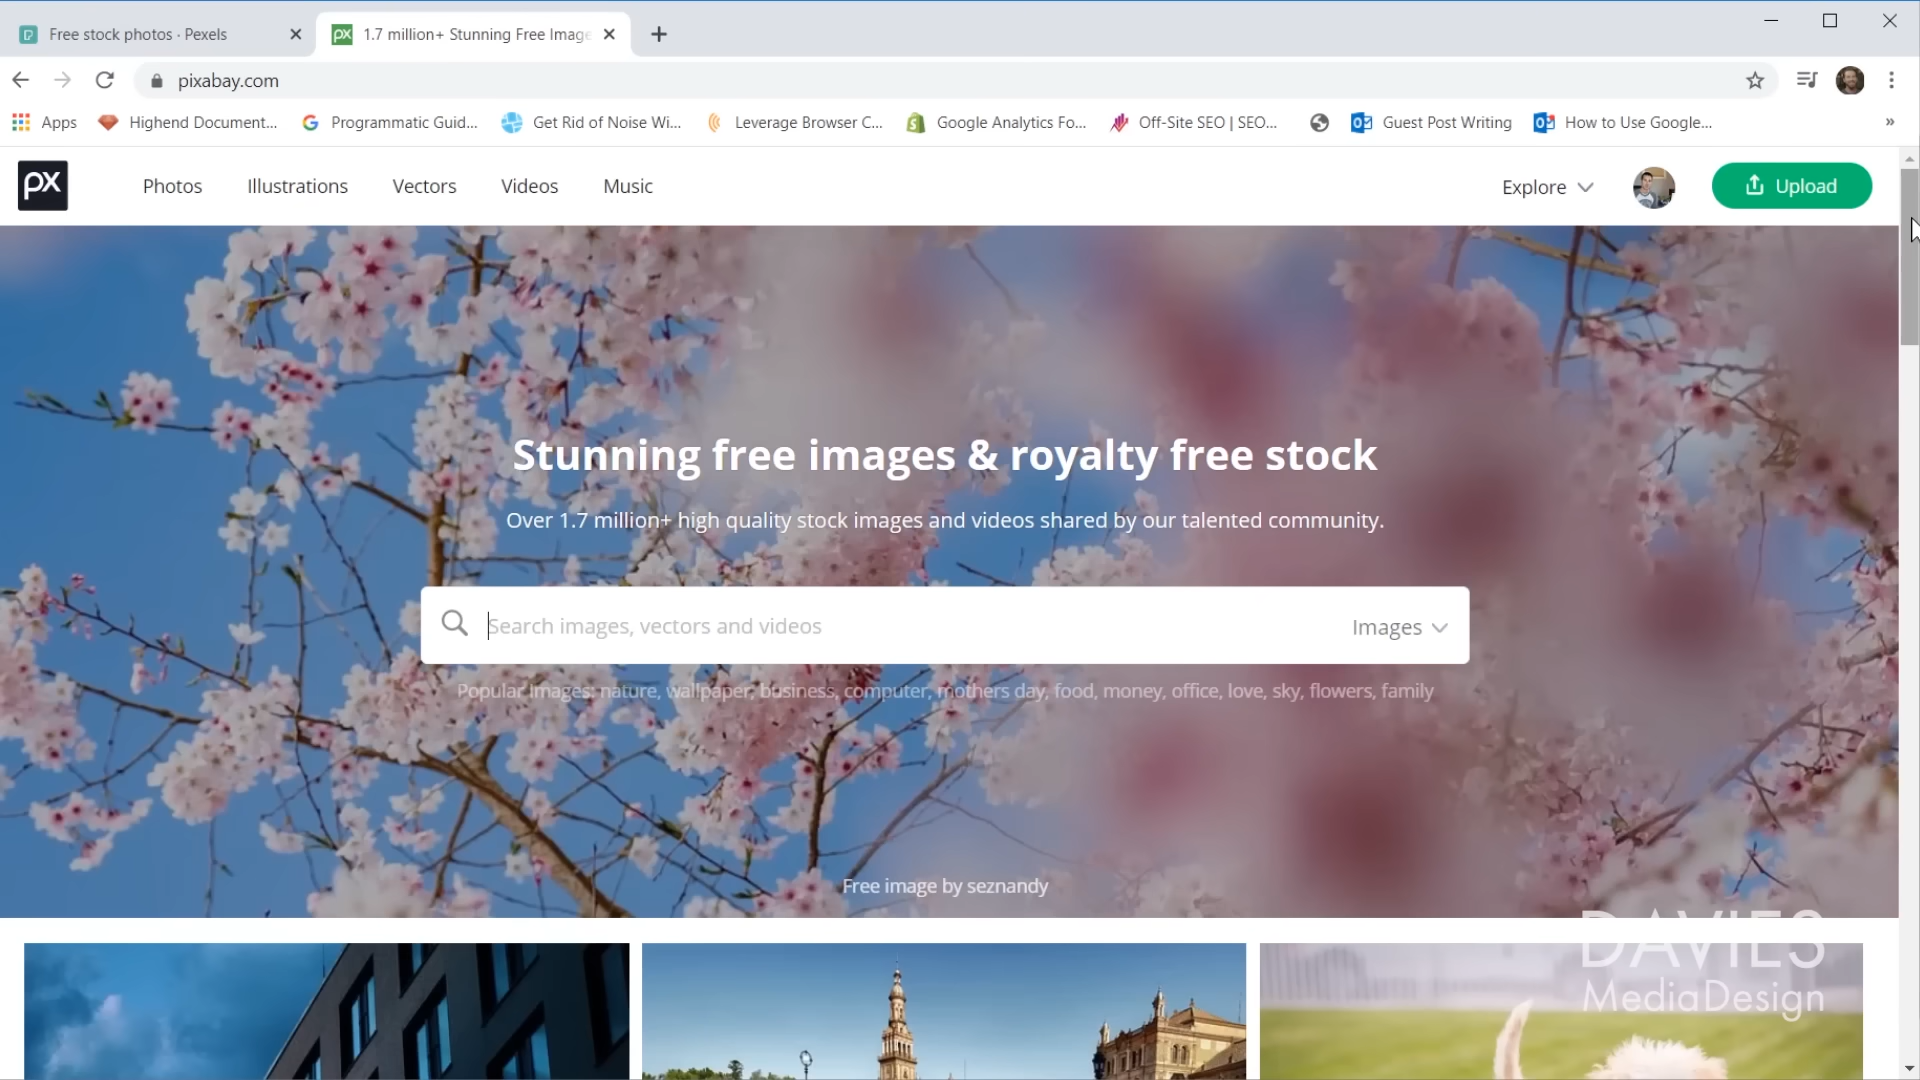 Free stock photos · Pexels
px 1.7 million+ Stunning Free Image
pixabay.com
Apps Highend Document... Programmatic Guid... Get Rid of Noise Wi... Leverage Browser C... Google Analytics Fo... Off-Site SEO | SEO... Guest Post Writing How to Use Google... »
px Photos Illustrations Vectors Videos Music Explore Upload
Stunning free images & royalty free stock
Over 1.7 million+ high quality stock images and videos shared by our talented community.
Search images, vectors and videos Images
Popular Images: nature, wallpaper, business, computer, mothers day, food, money, office, love, sky, flowers, family
Free image by seznandy
DAVIES
MediaDesign